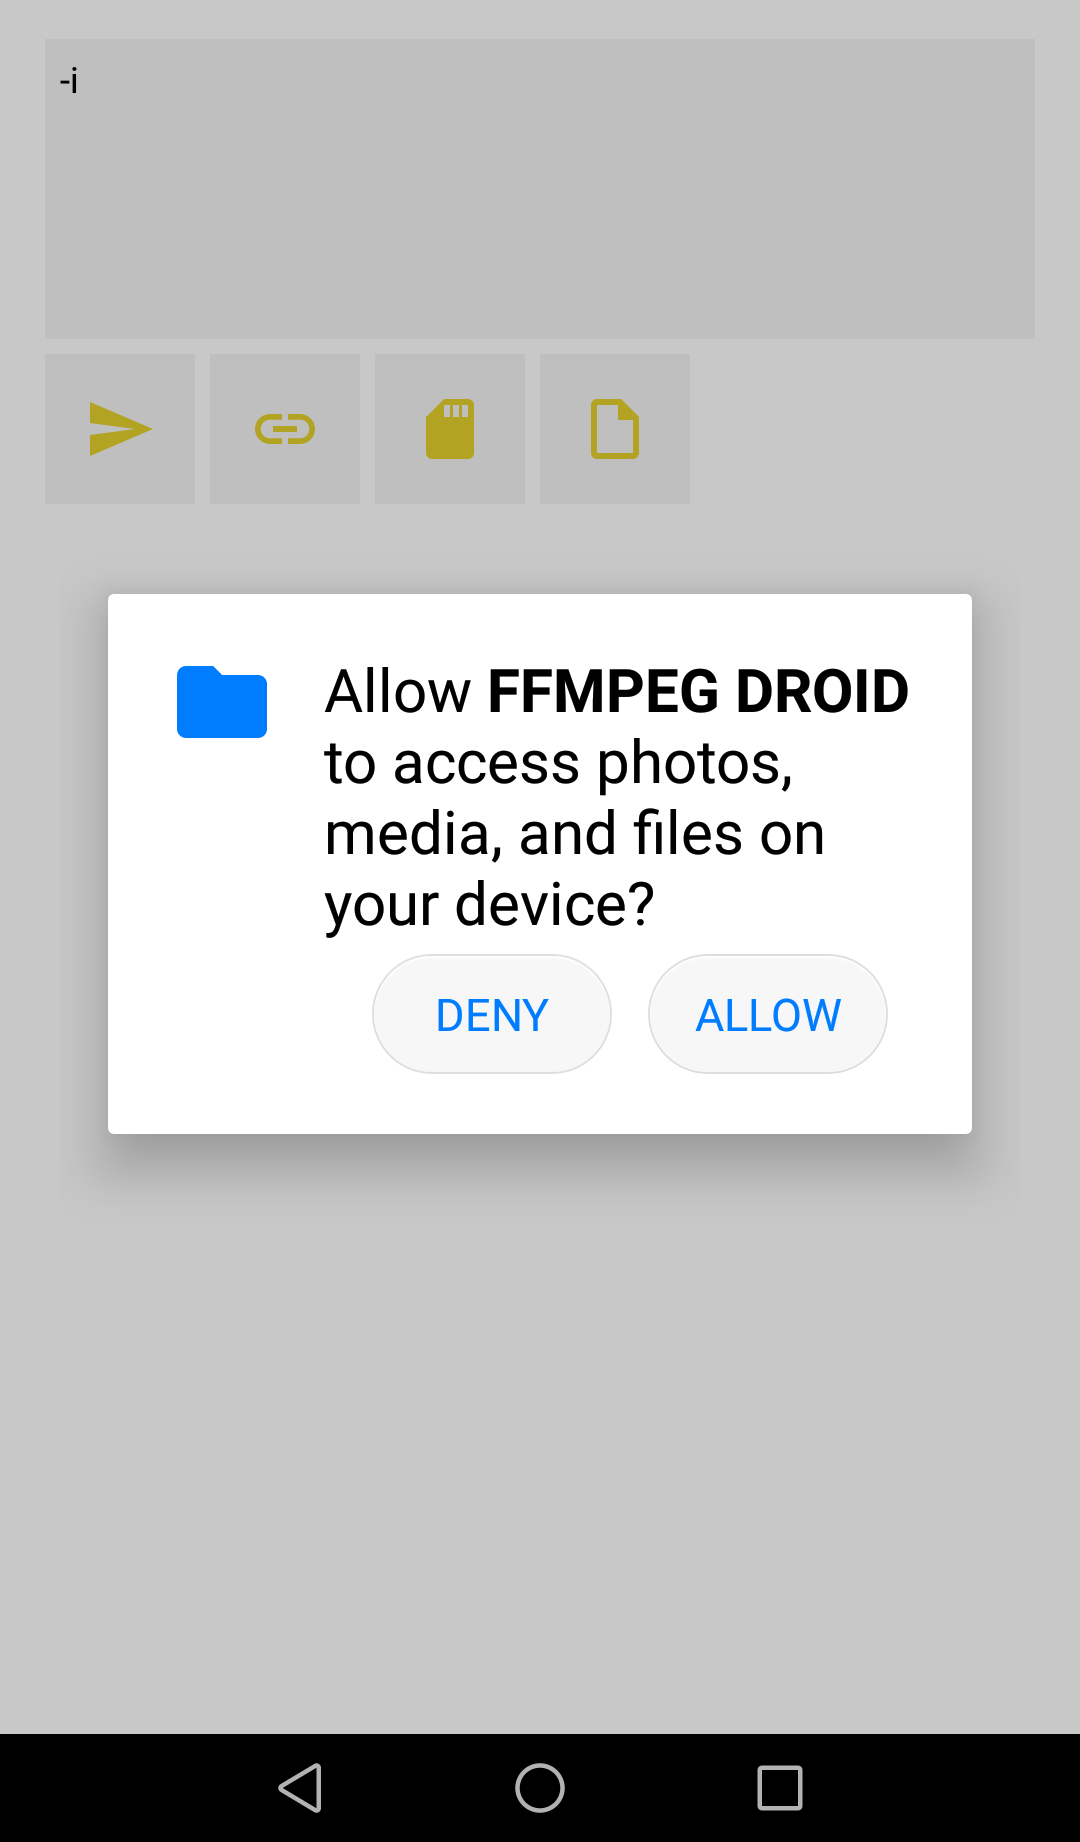 -i
Allow FFMPEG DROID
to access photos,
media, and files on
your device?
DENY ALLOW